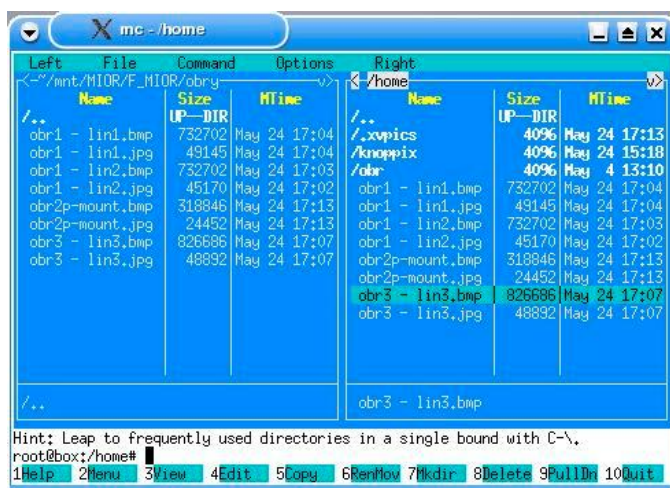 mc - /home
Left File Command Options Right
<-~/mnt/MIOR/F_MIOR/obry v> < /home v>
Name Size MTime Name Size MTime
/.. UP--DIR /.. UP--DIR
obr1 - lin1.bmp 732702 May 24 17:04 /.xvpics 4096 May 24 17:13
obr1 - lin1.jpg 49145 May 24 17:04 /knoppix 4096 May 24 15:18
obr1 - lin2.bmp 732702 May 24 17:03 /obr 4096 May 4 13:10
obr1 - lin2.jpg 45170 May 24 17:02 obr1 - lin1.bmp 732702 May 24 17:04
obr2p-mount.bmp 318846 May 24 17:13 obr1 - lin1.jpg 49145 May 24 17:04
obr2p-mount.jpg 24452 May 24 17:13 obr1 - lin2.bmp 732702 May 24 17:03
obr3 - lin3.bmp 826686 May 24 17:07 obr1 - lin2.jpg 45170 May 24 17:02
obr3 - lin3.jpg 48892 May 24 17:07 obr2p-mount.bmp 318846 May 24 17:13
obr2p-mount.jpg 24452 May 24 17:13
obr3 - lin3.bmp 826686 May 24 17:07
obr3 - lin3.jpg 48892 May 24 17:07
/.. obr3 - lin3.bmp
Hint: Leap to frequently used directories in a single bound with C-\.
root@box:/home#
1Help 2Menu 3View 4Edit 5Copy 6RenMov 7Mkdir 8Delete 9PullDn 10Quit